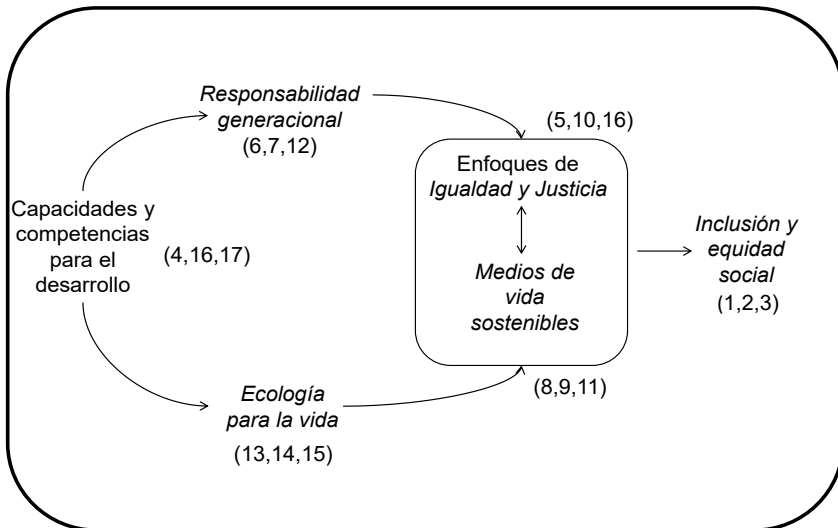 Responsabilidad
generacional
(6,7,12)
(5,10,16)
Enfoques de
Igualdad y Justicia
Capacidades y
competencias
para el
desarrollo
(4,16,17)
Medios de
vida
sostenibles
Inclusión y
equidad
social
(1,2,3)
(8,9,11)
Ecología
para la vida
(13,14,15)